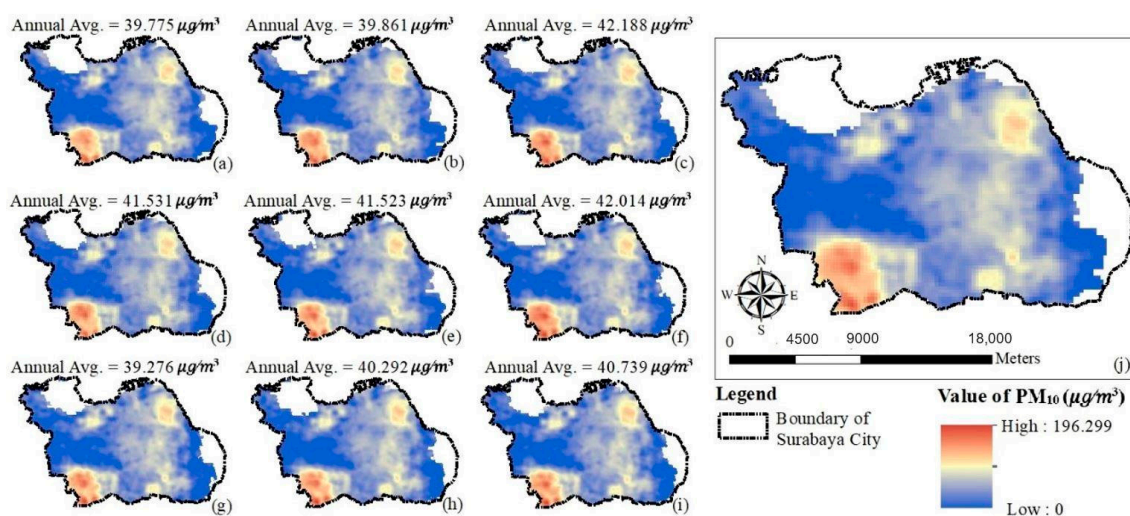 Annual Avg. = 39.775 µg/m³
Annual Avg. = 39.861 µg/m³
Annual Avg. = 42.188 µg/m³
(a)
(b)
(c)
Annual Avg. = 41.531 µg/m³
Annual Avg. = 41.523 µg/m³
Annual Avg. = 42.014 µg/m³
(d)
(e)
(f)
Annual Avg. = 39.276 µg/m³
Annual Avg. = 40.292 µg/m³
Annual Avg. = 40.739 µg/m³
(g)
(h)
(i)
N
W E
S
0 4500 9000 18,000
Meters
(j)
Legend
Boundary of
Surabaya City
Value of PM₁₀ (µg/m³)
High : 196.299
Low : 0